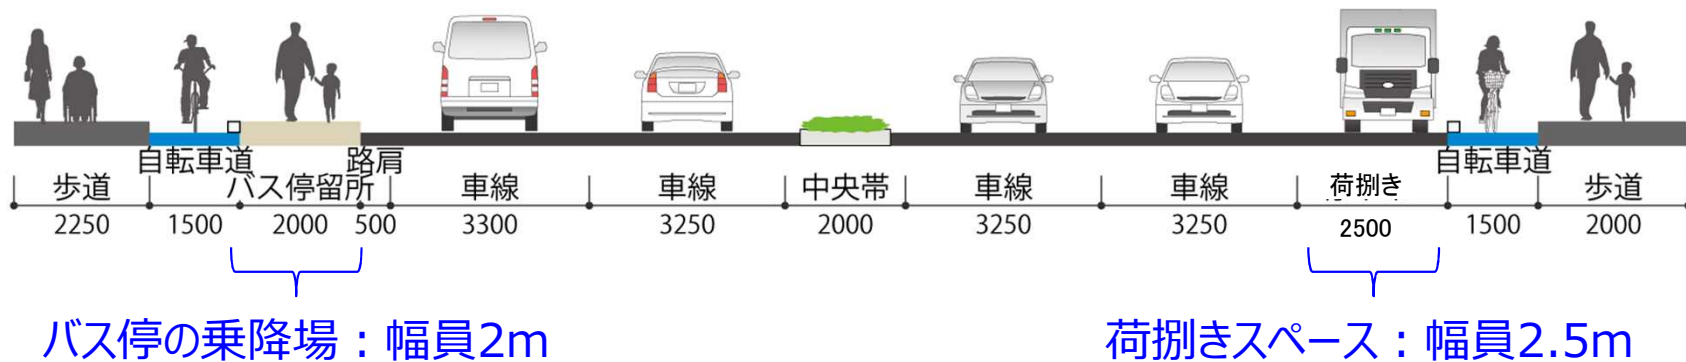 自転車道 路肩 自転車道
歩道 バス停留所 車線 車線 中央帯 車線 車線 荷捌き 歩道
2250 1500 2000 500 3300 3250 2000 3250 3250 2500 1500 2000
バス停の乗降場：幅員2m 荷捌きスペース：幅員2.5m